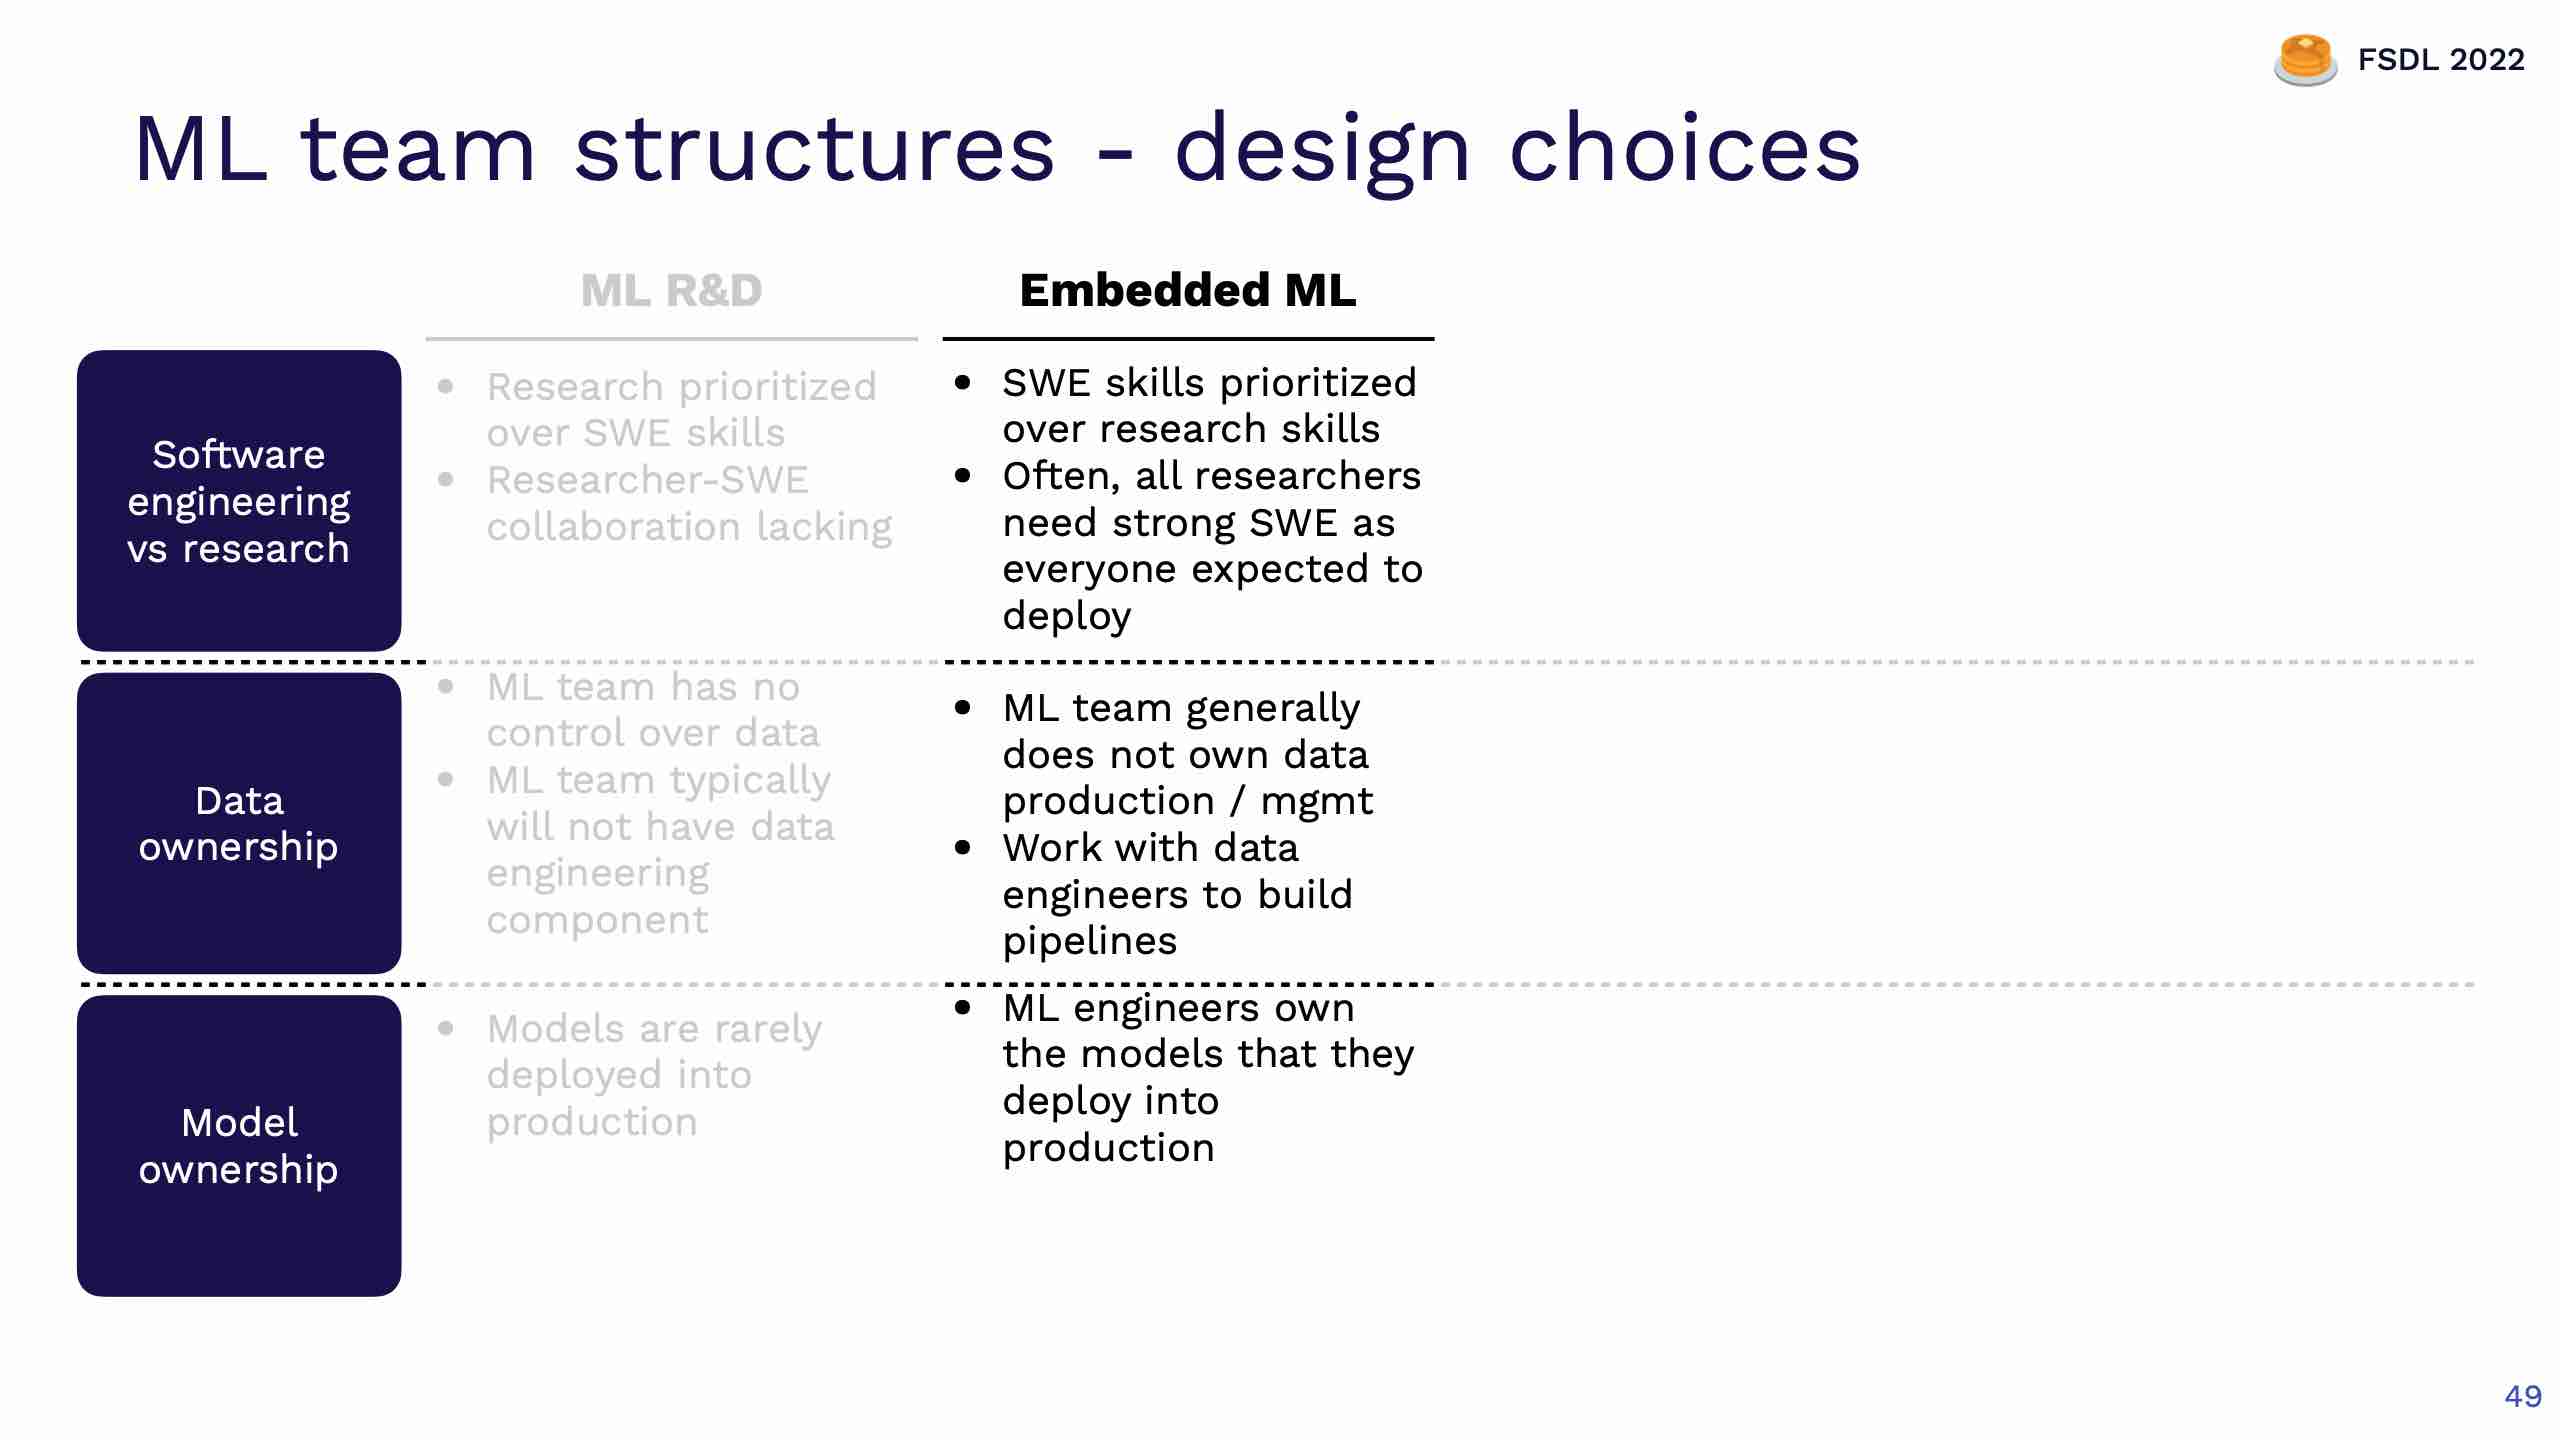 FSDL 2022
ML team structures - design choices
ML R&D
Embedded ML
Software
engineering
vs research
• Research prioritized
over SWE skills
• Researcher-SWE
collaboration lacking
• SWE skills prioritized
over research skills
• Often, all researchers
need strong SWE as
everyone expected to
deploy
Data
ownership
• ML team has no
control over data
• ML team typically
will not have data
engineering
component
• ML team generally
does not own data
production / mgmt
• Work with data
engineers to build
pipelines
Model
ownership
• Models are rarely
deployed into
production
• ML engineers own
the models that they
deploy into
production
49